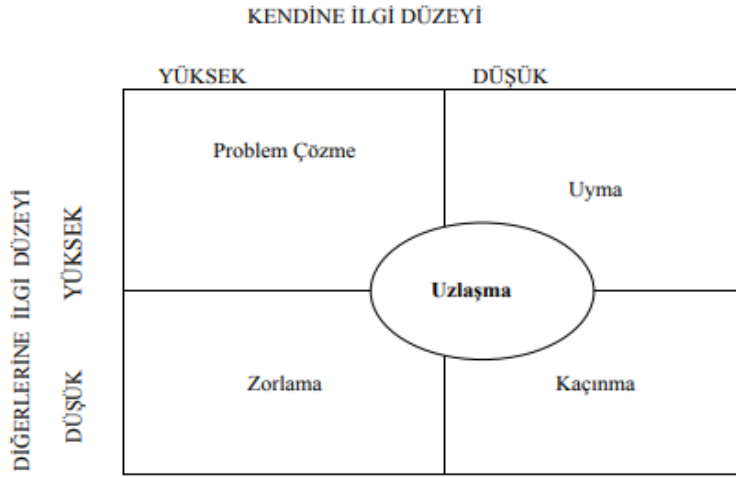 KENDİNE İLGİ DÜZEYİ
YÜKSEK
DÜŞÜK
Problem Çözme
Uyma
DİĞERLERİNE İLGİ DÜZEYİ
YÜKSEK
Uzlaşma
DÜŞÜK
Zorlama
Kaçınma